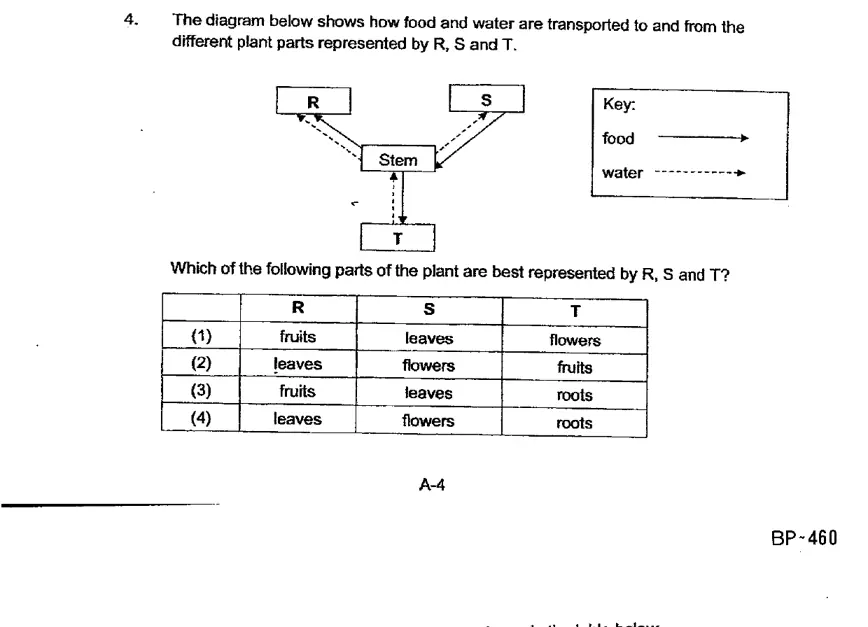 4. The diagram below shows how food and water are transported to and from the
different plant parts represented by R, S and T.
R
S
Key:
food
water
Stem
T
Which of the following parts of the plant are best represented by R, S and T?
R S T
(1) fruits leaves flowers
(2) leaves flowers fruits
(3) fruits leaves roots
(4) leaves flowers roots
A-4
BP-460